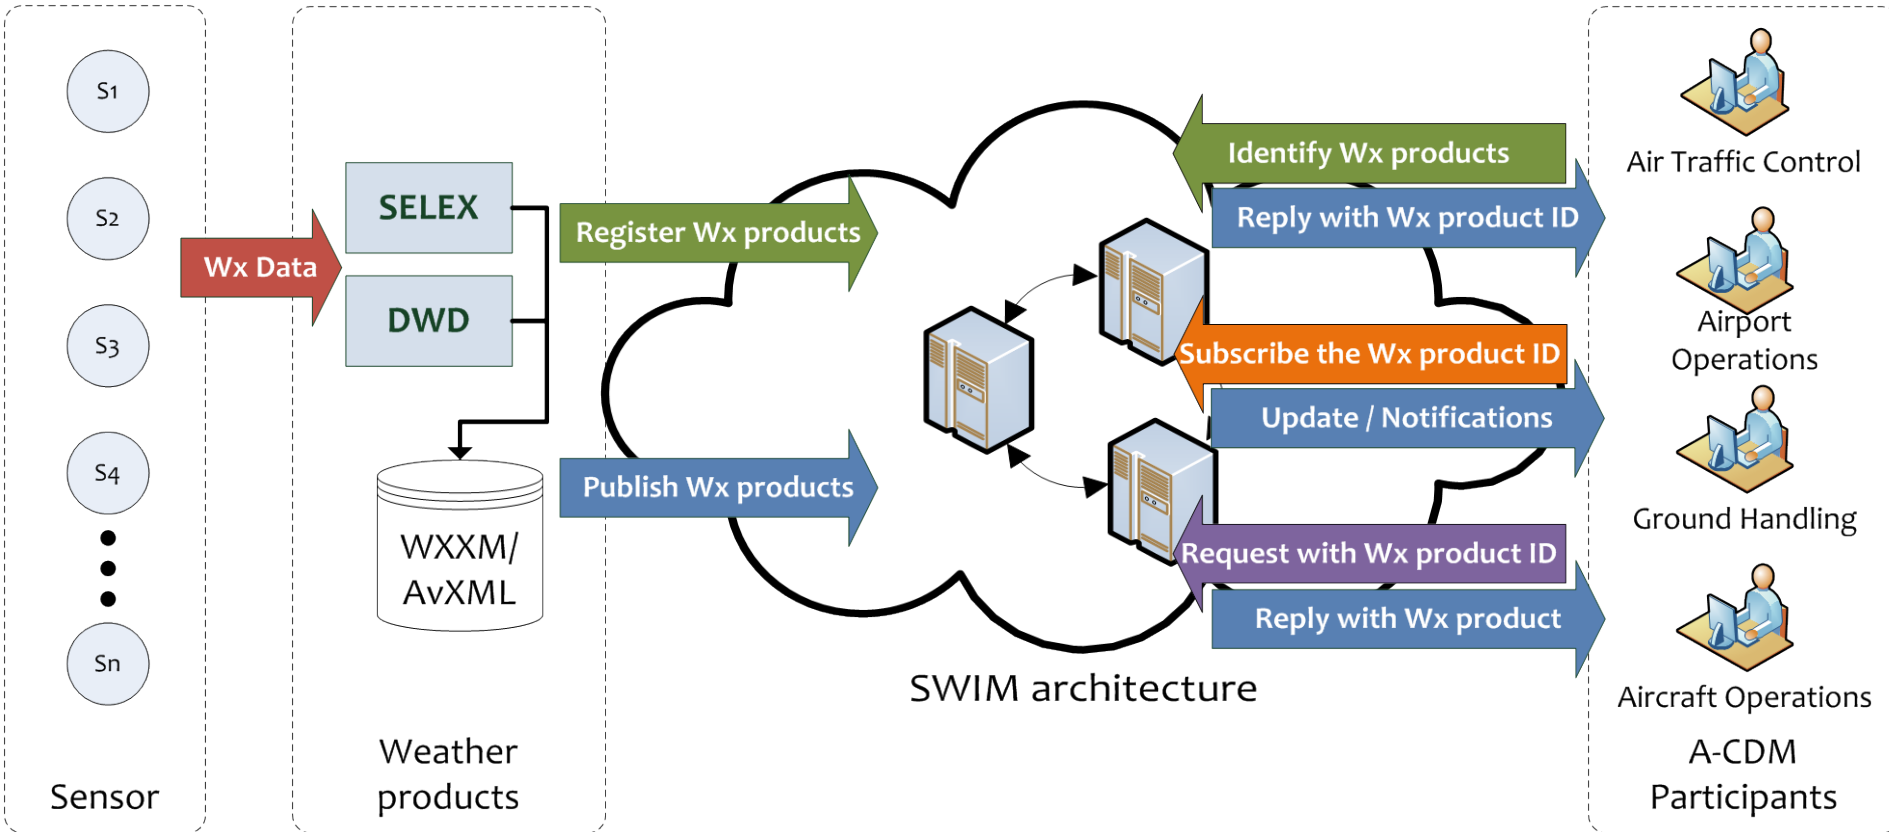 S1
S2
S3
S4
Sn
Sensor
Wx Data
SELEX
DWD
WXXM/
AvXML
Weather
products
Register Wx products
Publish Wx products
SWIM architecture
Identify Wx products
Reply with Wx product ID
Subscribe the Wx product ID
Update / Notifications
Request with Wx product ID
Reply with Wx product
Air Traffic Control
Airport
Operations
Ground Handling
Aircraft Operations
A-CDM
Participants